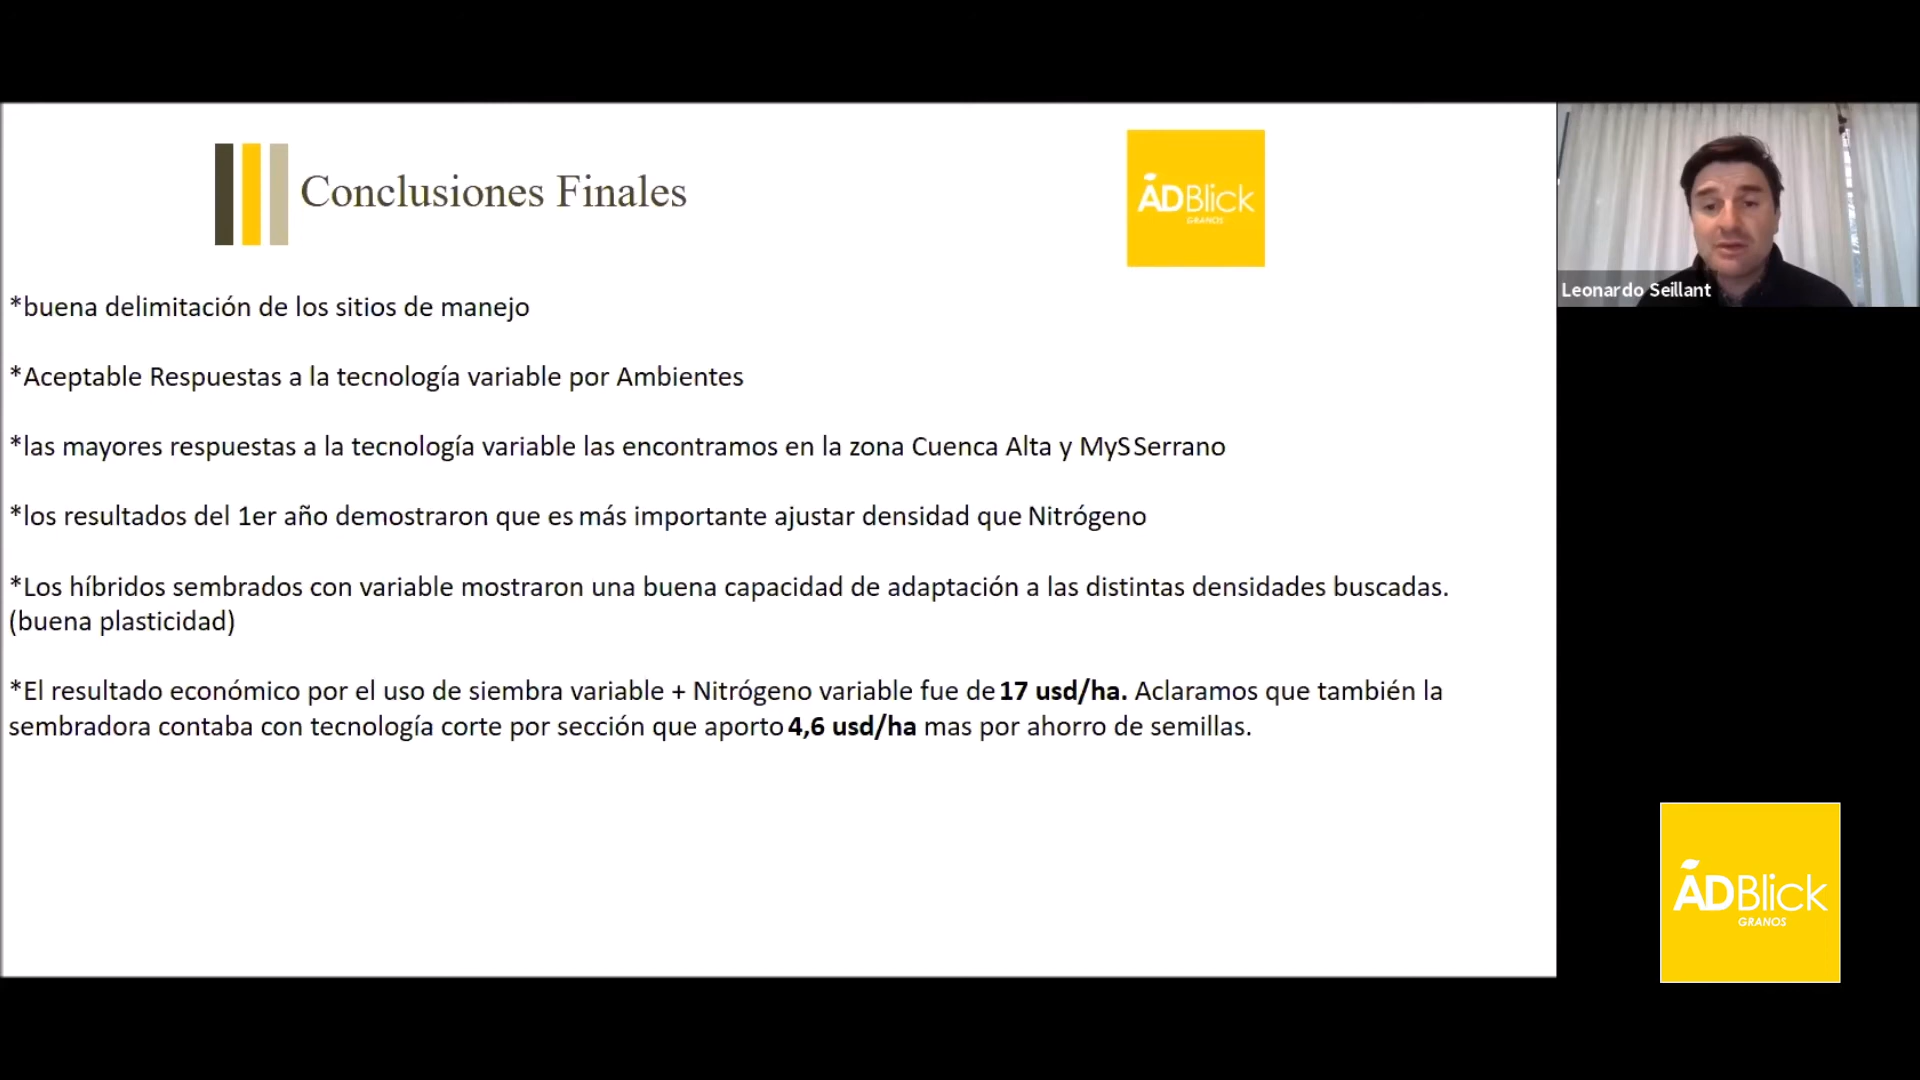 Conclusiones Finales
ADBlick
GRANOS
*buena delimitación de los sitios de manejo
*Aceptable Respuestas a la tecnología variable por Ambientes
*las mayores respuestas a la tecnología variable las encontramos en la zona Cuenca Alta y MyS Serrano
*los resultados del 1er año demostraron que es más importante ajustar densidad que Nitrógeno
*Los híbridos sembrados con variable mostraron una buena capacidad de adaptación a las distintas densidades buscadas.
(buena plasticidad)
*El resultado económico por el uso de siembra variable + Nitrógeno variable fue de 17 usd/ha. Aclaramos que también la
sembradora contaba con tecnología corte por sección que aporto 4,6 usd/ha mas por ahorro de semillas.
Leonardo Seillant
ADBlick
GRANOS